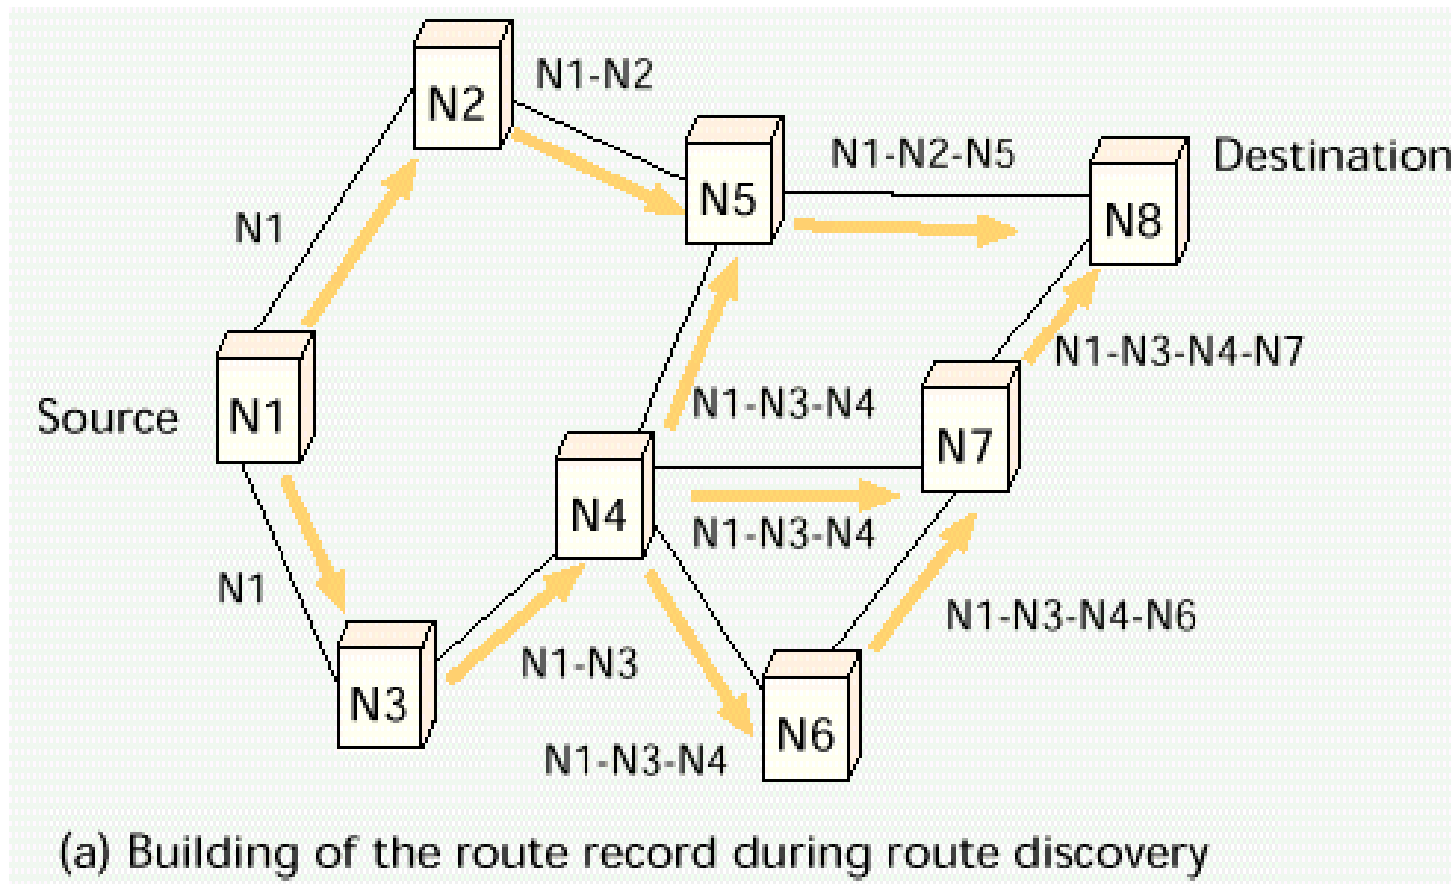 N2
N1-N2
N5
N1-N2-N5
Destination
N8
N1
N1-N3-N4-N7
Source
N1
N1-N3-N4
N7
N4
N1-N3-N4
N1
N1-N3-N4-N6
N1-N3
N3
N6
N1-N3-N4
(a) Building of the route record during route discovery